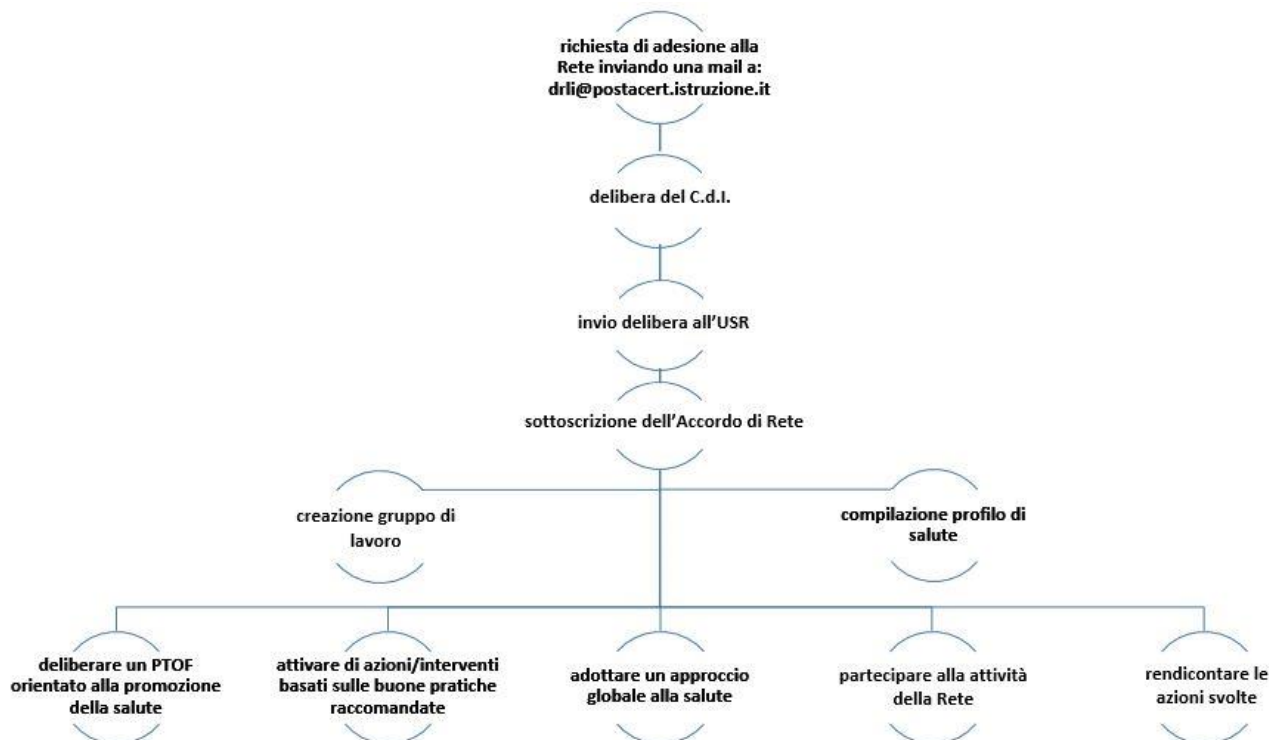 richiesta di adesione alla
Rete inviando una mail a:
drli@postacert.istruzione.it
delibera del C.d.I.
invio delibera all'USR
sottoscrizione dell'Accordo di Rete
creazione gruppo di
lavoro
compilazione profilo di
salute
deliberare un PTOF
orientato alla promozione
della salute
attivare di azioni/interventi
basati sulle buone pratiche
raccomandate
adottare un approccio
globale alla salute
partecipare alla attività
della Rete
rendicontare le
azioni svolte